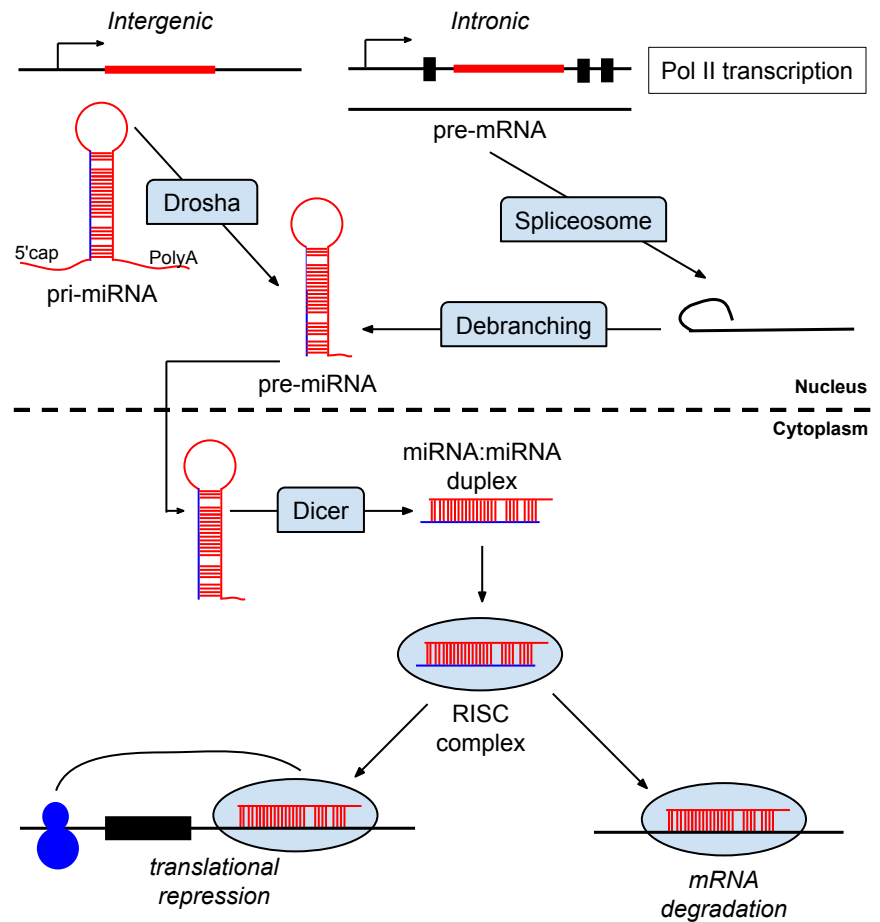 Intergenic
Intronic
Pol II transcription
pre-mRNA
Drosha
Spliceosome
5'cap
PolyA
pri-miRNA
Debranching
pre-miRNA
Nucleus
Cytoplasm
miRNA:miRNA
duplex
Dicer
RISC
complex
translational
repression
mRNA
degradation